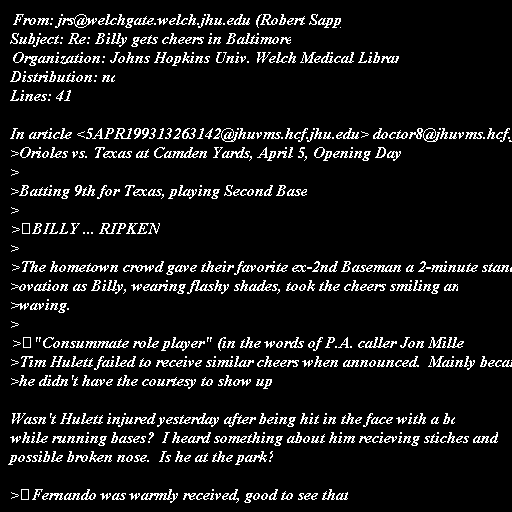 From: jrs@welchgate.welch.jhu.edu (Robert Sapp
Subject: Re: Billy gets cheers in Baltimore
Organization: Johns Hopkins Univ. Welch Medical Librar
Distribution: na
Lines: 41

In article <5APR199313263142@jhuvms.hcf.jhu.edu> doctor8@jhuvms.hcf.j
>Orioles vs. Texas at Camden Yards, April 5, Opening Day
>
>Batting 9th for Texas, playing Second Base
>
>BILLY ... RIPKEN
>
>The hometown crowd gave their favorite ex-2nd Baseman a 2-minute stand
>ovation as Billy, wearing flashy shades, took the cheers smiling an
>waving.
>
>"Consummate role player" (in the words of P.A. caller Jon Mille
>Tim Hulett failed to receive similar cheers when announced.  Mainly beca
>he didn't have the courtesy to show up

Wasn't Hulett injured yesterday after being hit in the face with a ba
while running bases?  I heard something about him recieving stiches and
possible broken nose.  Is he at the park?

>Fernando was warmly received, good to see that